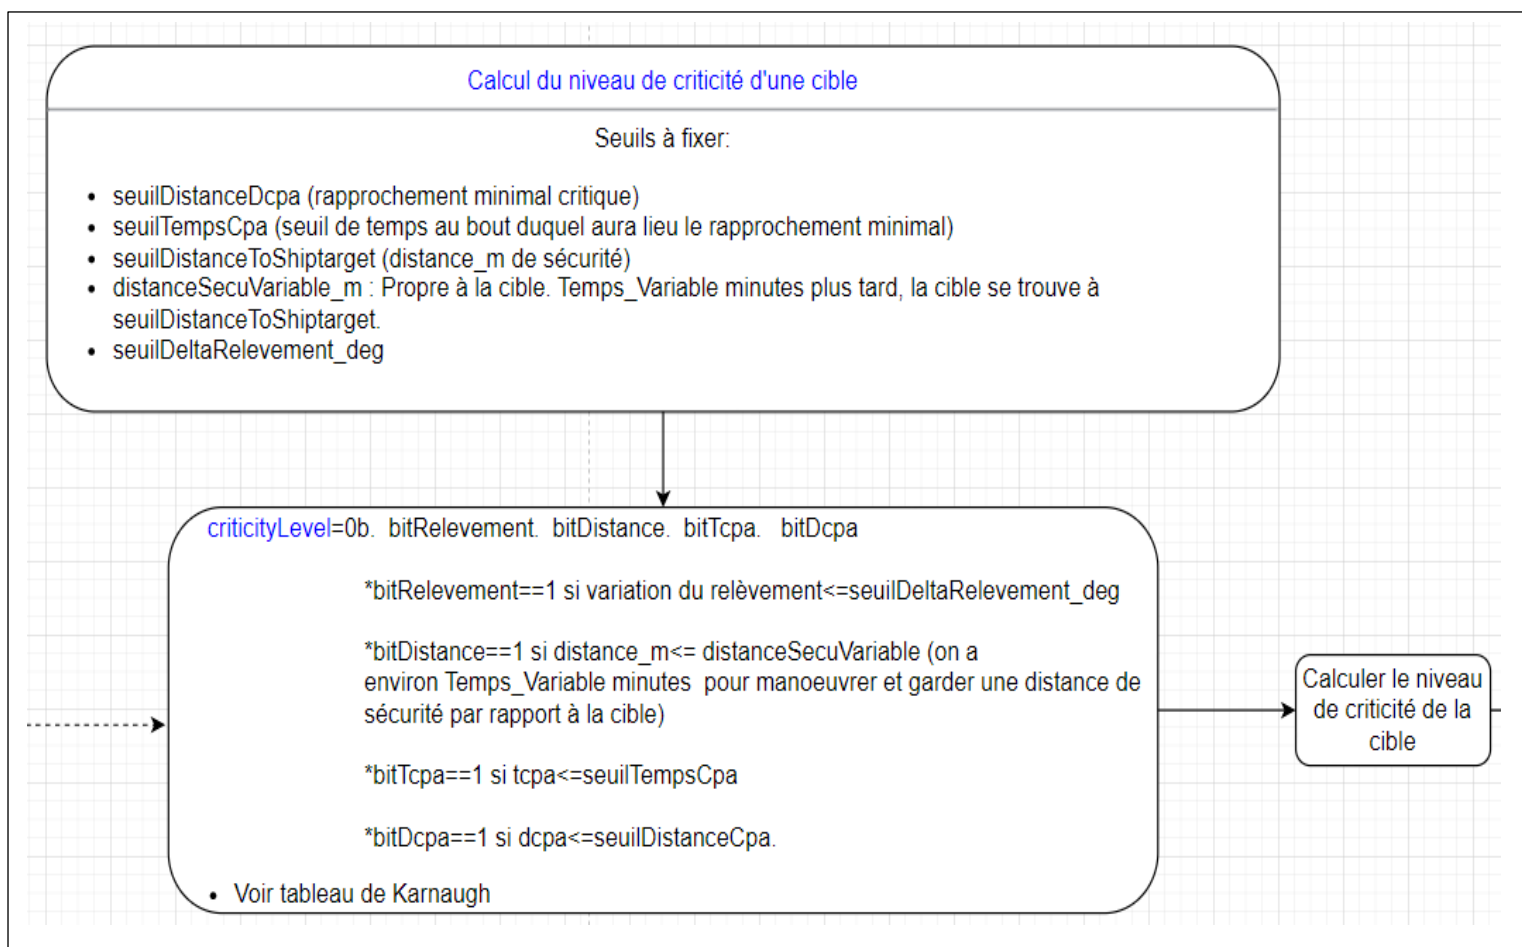 Calcul du niveau de criticité d'une cible
Seuils à fixer:
• seuilDistanceDcpa (rapprochement minimal critique)
• seuilTempsCpa (seuil de temps au bout duquel aura lieu le rapprochement minimal)
• seuilDistanceToShiptarget (distance_m de sécurité)
• distanceSecuVariable_m : Propre à la cible. Temps_Variable minutes plus tard, la cible se trouve à
seuilDistanceToShiptarget.
• seuilDeltaRelevement_deg
criticityLevel=0b. bitRelevement. bitDistance. bitTcpa. bitDcpa
*bitRelevement==1 si variation du relèvement<=seuilDeltaRelevement_deg
*bitDistance==1 si distance_m<= distanceSecuVariable (on a
environ Temps_Variable minutes pour manoeuvrer et garder une distance de
sécurité par rapport à la cible)
*bitTcpa==1 si tcpa<=seuilTempsCpa
*bitDcpa==1 si dcpa<=seuilDistanceCpa.
• Voir tableau de Karnaugh
Calculer le niveau
de criticité de la
cible